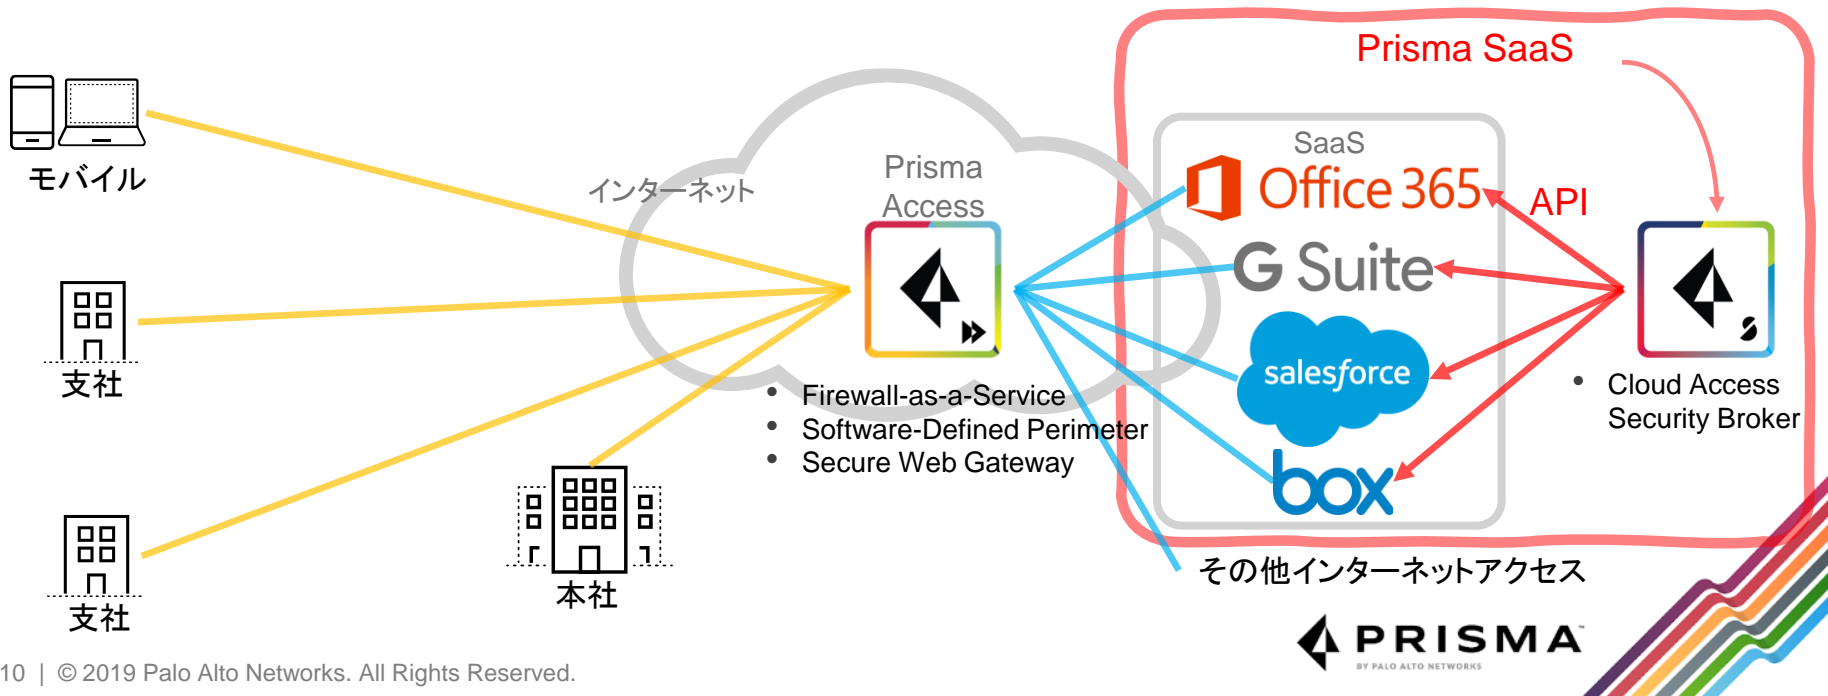 Prisma SaaS
モバイル
インターネット
Prisma
Access
SaaS
Office 365
API
G Suite
支社
salesforce
• Firewall-as-a-Service
• Software-Defined Perimeter
• Secure Web Gateway
• Cloud Access
Security Broker
box
本社
支社
その他インターネットアクセス
PRISMA™
BY PALO ALTO NETWORKS
10 | © 2019 Palo Alto Networks. All Rights Reserved.